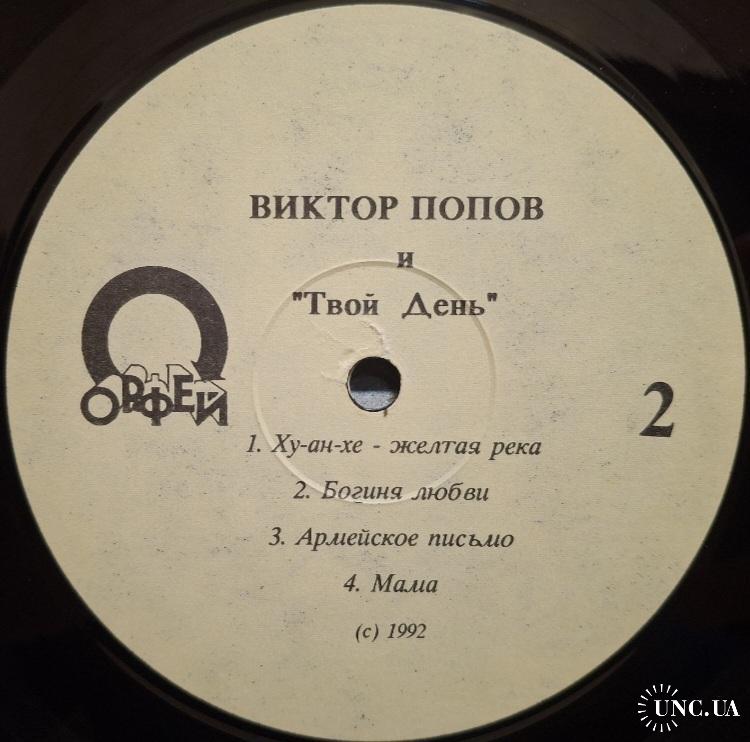 ВИКТОР ПОПОВ
и
"Твой День"
ОРФЕЙ
2
1. Ху-ан-хе - желтая река
2. Богиня любви
3. Армейское письмо
4. Мама
(c) 1992
UNC.UA